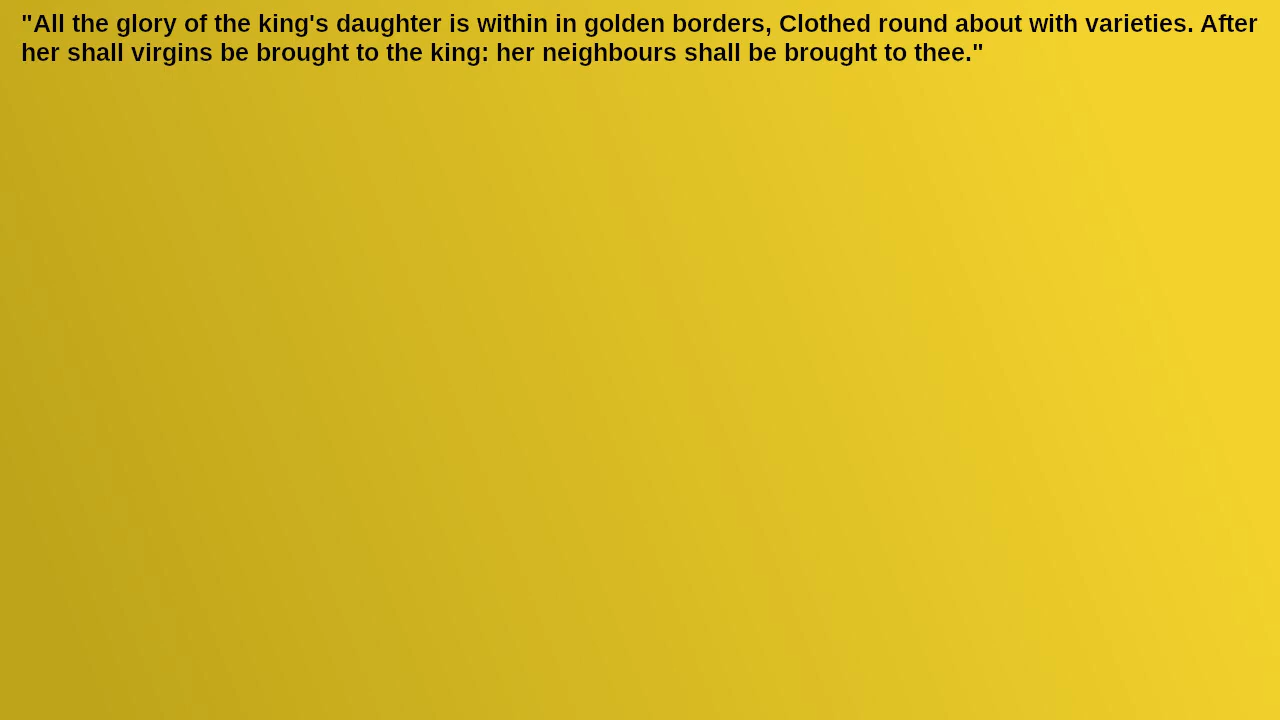 "All the glory of the king's daughter is within in golden borders, Clothed round about with varieties. After
her shall virgins be brought to the king: her neighbours shall be brought to thee."